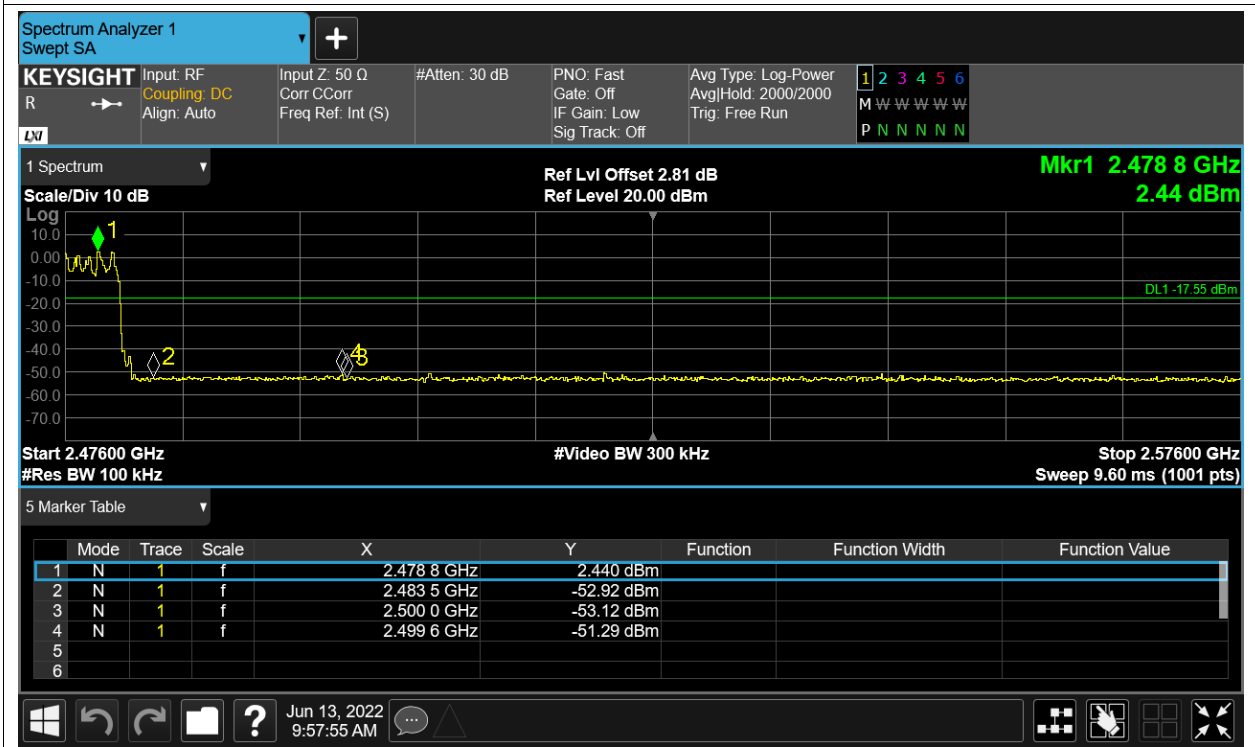 Spectrum Analyzer 1
Swept SA
KEYSIGHT Input: RF Input Z: 50 Ω #Atten: 30 dB PNO: Fast Avg Type: Log-Power 1 2 3 4 5 6
R Coupling: DC Corr CCorr Gate: Off Avg|Hold: 2000/2000 M W W W W W
Align: Auto Freq Ref: Int (S) IF Gain: Low Trig: Free Run
LXI Sig Track: Off P N N N N N
1 Spectrum Ref Lvl Offset 2.81 dB Mkr1 2.478 8 GHz
Scale/Div 10 dB Ref Level 20.00 dBm 2.44 dBm
Log
10.0 1
0.00
-10.0
DL1 -17.55 dBm
-20.0
-30.0
-40.0 2 4 3
-50.0
-60.0
-70.0
Start 2.47600 GHz #Video BW 300 kHz Stop 2.57600 GHz
#Res BW 100 kHz Sweep 9.60 ms (1001 pts)
5 Marker Table
Mode Trace Scale X Y Function Function Width Function Value
1 N 1 f 2.478 8 GHz 2.440 dBm
2 N 1 f 2.483 5 GHz -52.92 dBm
3 N 1 f 2.500 0 GHz -53.12 dBm
4 N 1 f 2.499 6 GHz -51.29 dBm
5
6
? Jun 13, 2022
9:57:55 AM